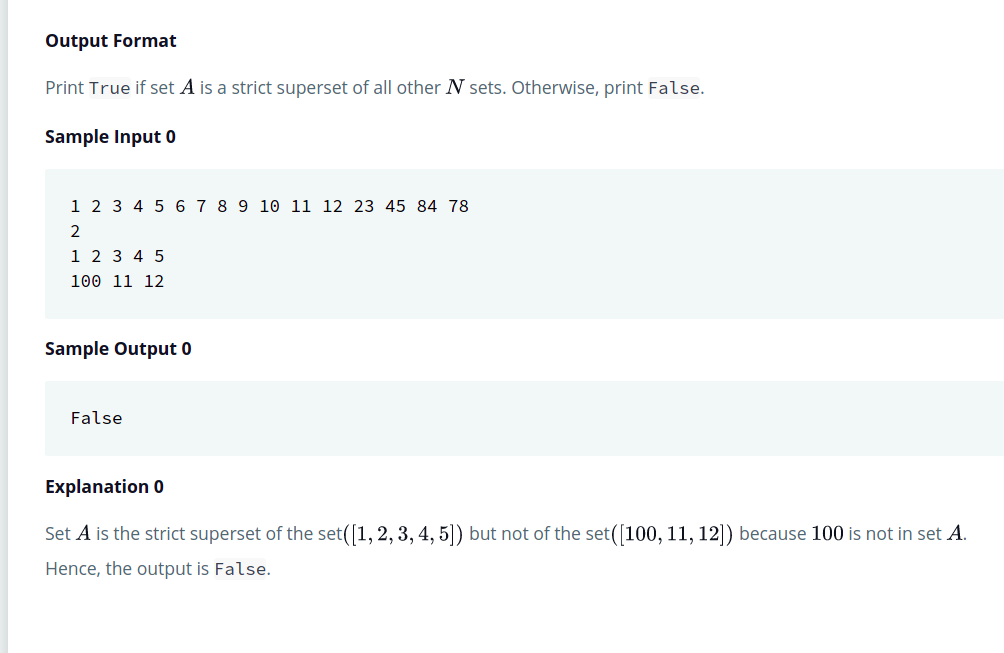 Output Format
Print True if set A is a strict superset of all other N sets. Otherwise, print False.
Sample Input 0
1 2 3 4 5 6 7 8 9 10 11 12 23 45 84 78
2
1 2 3 4 5
100 11 12
Sample Output 0
False
Explanation 0
Set A is the strict superset of the set([1, 2, 3, 4, 5]) but not of the set([100, 11, 12]) because 100 is not in set A.
Hence, the output is False.